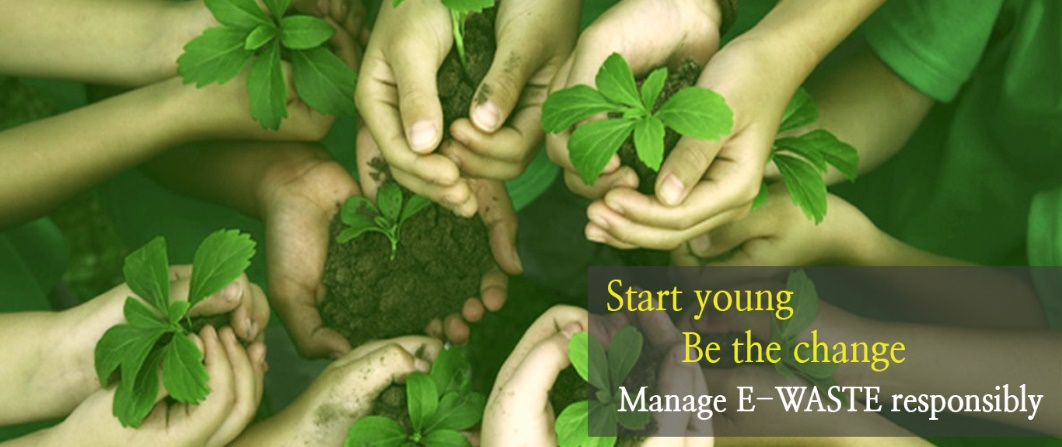 Start young
Be the change
Manage E-WASTE responsibly